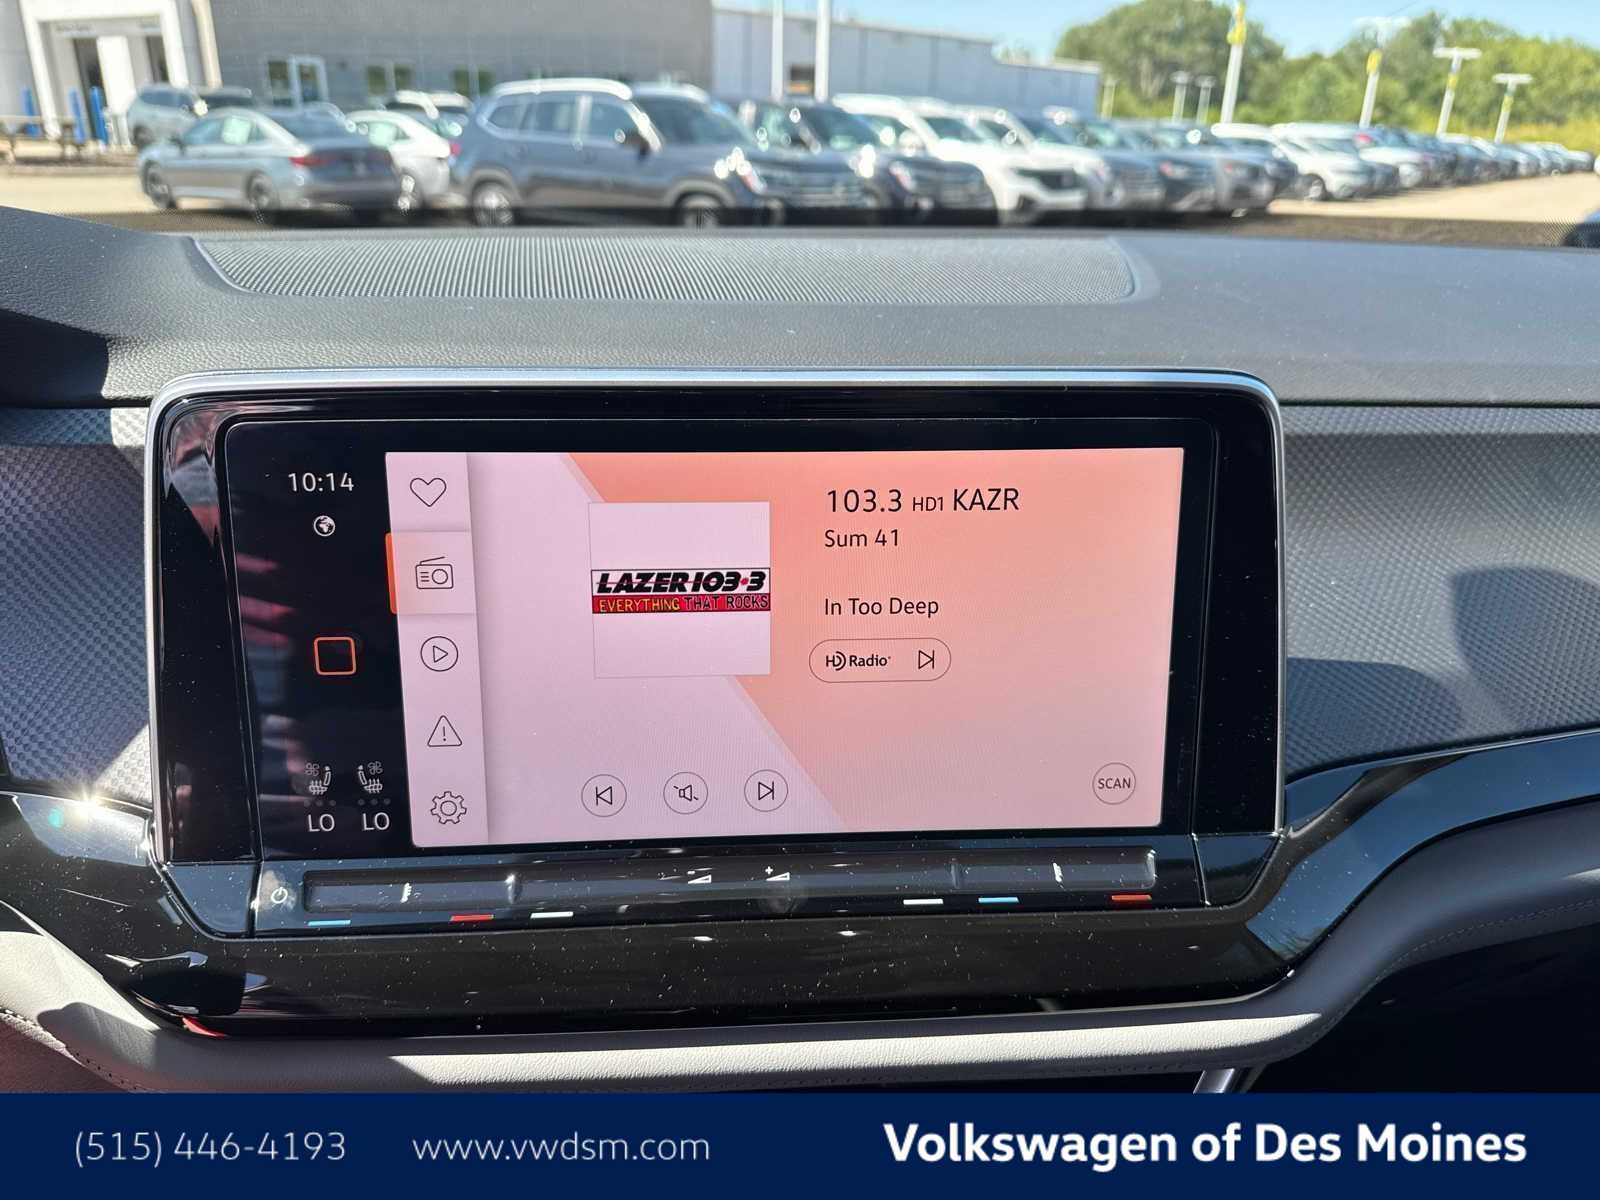 10:14
103.3 HD1 KAZR
Sum 41
LAZER 103.3
EVERYTHING THAT ROCKS
In Too Deep
HD Radio
SCAN
LO LO
(515) 446-4193 www.vwdsm.com Volkswagen of Des Moines